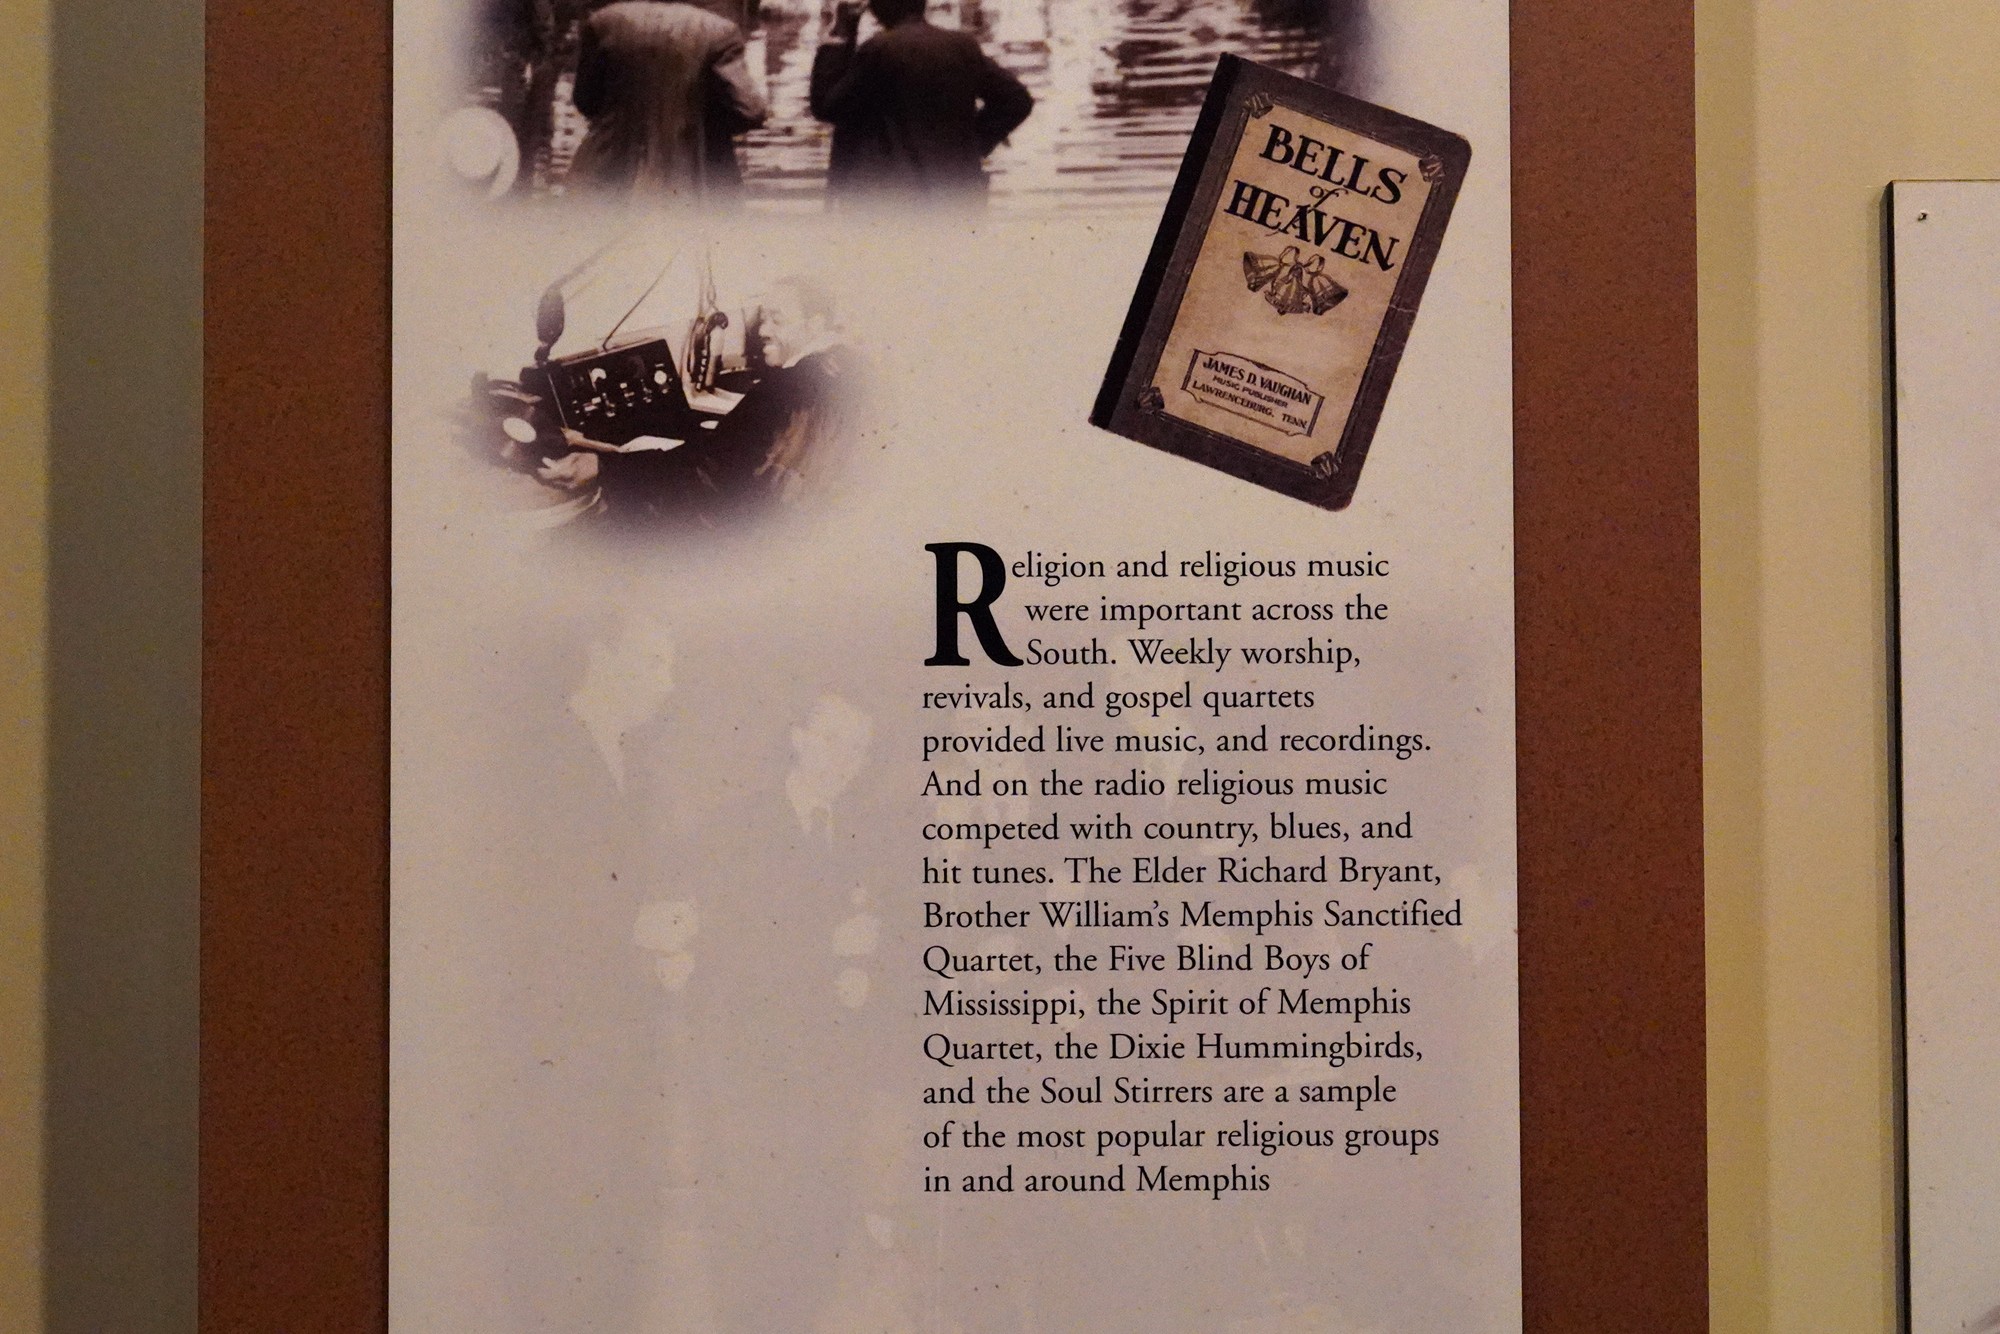 BELLS
of
HEAVEN
JAMES D. VAUGHAN
MUSIC PUBLISHER
LAWRENCEBURG, TENN.
Religion and religious music
were important across the
South. Weekly worship,
revivals, and gospel quartets
provided live music, and recordings.
And on the radio religious music
competed with country, blues, and
hit tunes. The Elder Richard Bryant,
Brother William’s Memphis Sanctified
Quartet, the Five Blind Boys of
Mississippi, the Spirit of Memphis
Quartet, the Dixie Hummingbirds,
and the Soul Stirrers are a sample
of the most popular religious groups
in and around Memphis